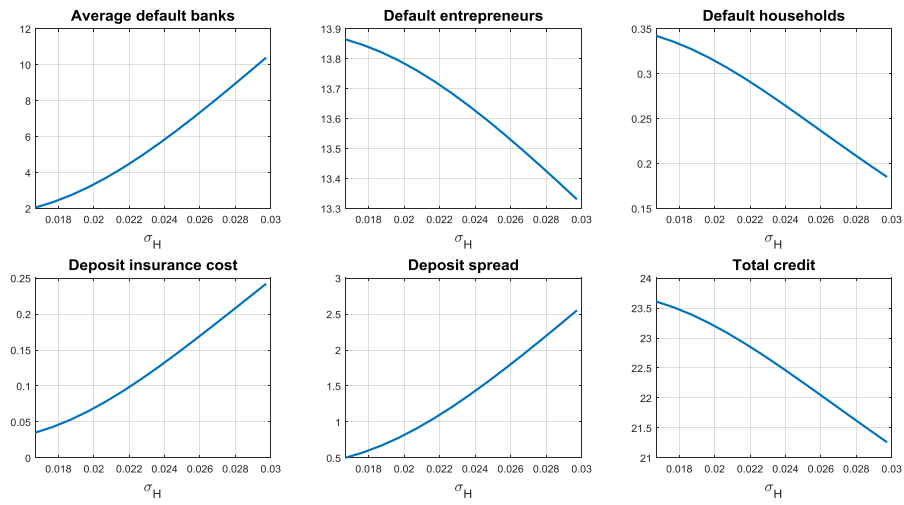 Average default banks
12
10
8
6
4
2
0.018 0.02 0.022 0.024 0.026 0.028 0.03
σH
Default entrepreneurs
13.9
13.8
13.7
13.6
13.5
13.4
13.3
0.018 0.02 0.022 0.024 0.026 0.028 0.03
σH
Default households
0.35
0.3
0.25
0.2
0.15
0.018 0.02 0.022 0.024 0.026 0.028 0.03
σH
Deposit insurance cost
0.25
0.2
0.15
0.1
0.05
0
0.018 0.02 0.022 0.024 0.026 0.028 0.03
σH
Deposit spread
3
2.5
2
1.5
1
0.5
0.018 0.02 0.022 0.024 0.026 0.028 0.03
σH
Total credit
24
23.5
23
22.5
22
21.5
21
0.018 0.02 0.022 0.024 0.026 0.028 0.03
σH